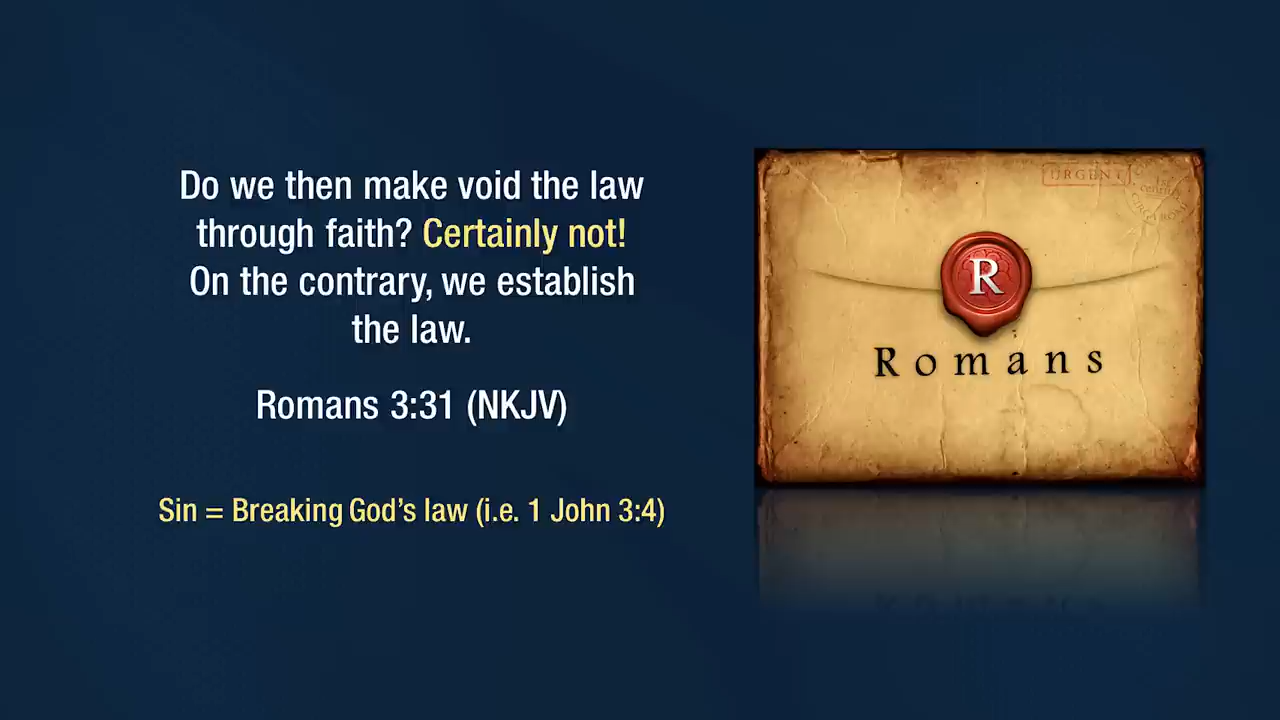 Do we then make void the law
through faith? Certainly not!
On the contrary, we establish
the law.
Romans 3:31 (NKJV)
Sin = Breaking God's law (i.e. 1 John 3:4)
URGENT
R
Romans